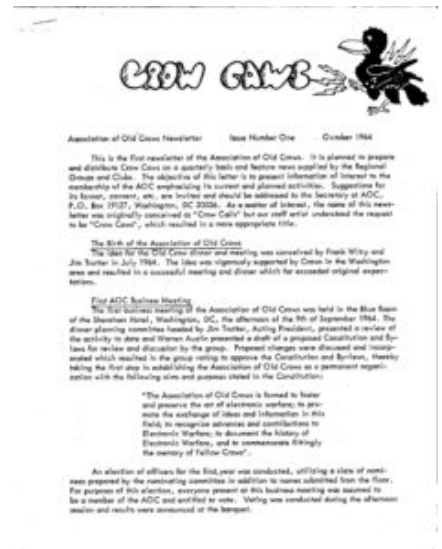 CROW CAWS
Association of Old Crows Newsletter Issue Number One October 1964
This is the first newsletter of the Association of Old Crows. It is planned to prepare
and distribute Crow Caws on a quarterly basis and feature news supplied by the Regional
Groups and Clubs. The objective of this letter is to present information of interest to the
membership of the AOC emphasizing its current and planned activities. Suggestions for
its format, content, etc. are invited and should be addressed to the Secretary at AOC,
P.O. Box 19137, Washington, DC 20036. As a matter of interest, the name of this news-
letter was originally conceived as "Crow Calls" but our staff artist understood the request
to be "Crow Caws", which resulted in a more appropriate title.
The Birth of the Association of Old Crows
The idea for the Old Crow dinner and meeting was conceived by Frank Witry and
Jim Trotter in July 1964. The idea was vigorously supported by Crows in the Washington
area and resulted in a successful meeting and dinner which far exceeded original expec-
tations.
First AOC Business Meeting
The first business meeting of the Association of Old Crows was held in the Blue Room
of the Shoreham Hotel, Washington, DC, the afternoon of the 9th of September 1964. The
dinner planning committee headed by Jim Trotter, Acting President, presented a review of
the activity to date and Warren Austin presented a draft of a proposed Constitution and By-
laws for review and discussion by the group. Proposed changes were discussed and incorp-
orated which resulted in the group voting to approve the Constitution and By-laws, thereby
taking the first step in establishing the Association of Old Crows as a permanent organi-
zation with the following aims and purposes stated in the Constitution:
"The Association of Old Crows is formed to foster
and preserve the art of electronic warfare; to pro-
mote the exchange of ideas and information in this
field; to recognize advances and contributions to
Electronic Warfare; to document the history of
Electronic Warfare, and to commemorate fittingly
the memory of Fellow Crows".
An election of officers for the first year was conducted, utilizing a slate of nomi-
nees prepared by the nominating committee in addition to names submitted from the floor.
For purposes of this election, everyone present at this business meeting was assumed to
be a member of the AOC and entitled to vote. Voting was conducted during the afternoon
session and results were announced at the banquet.